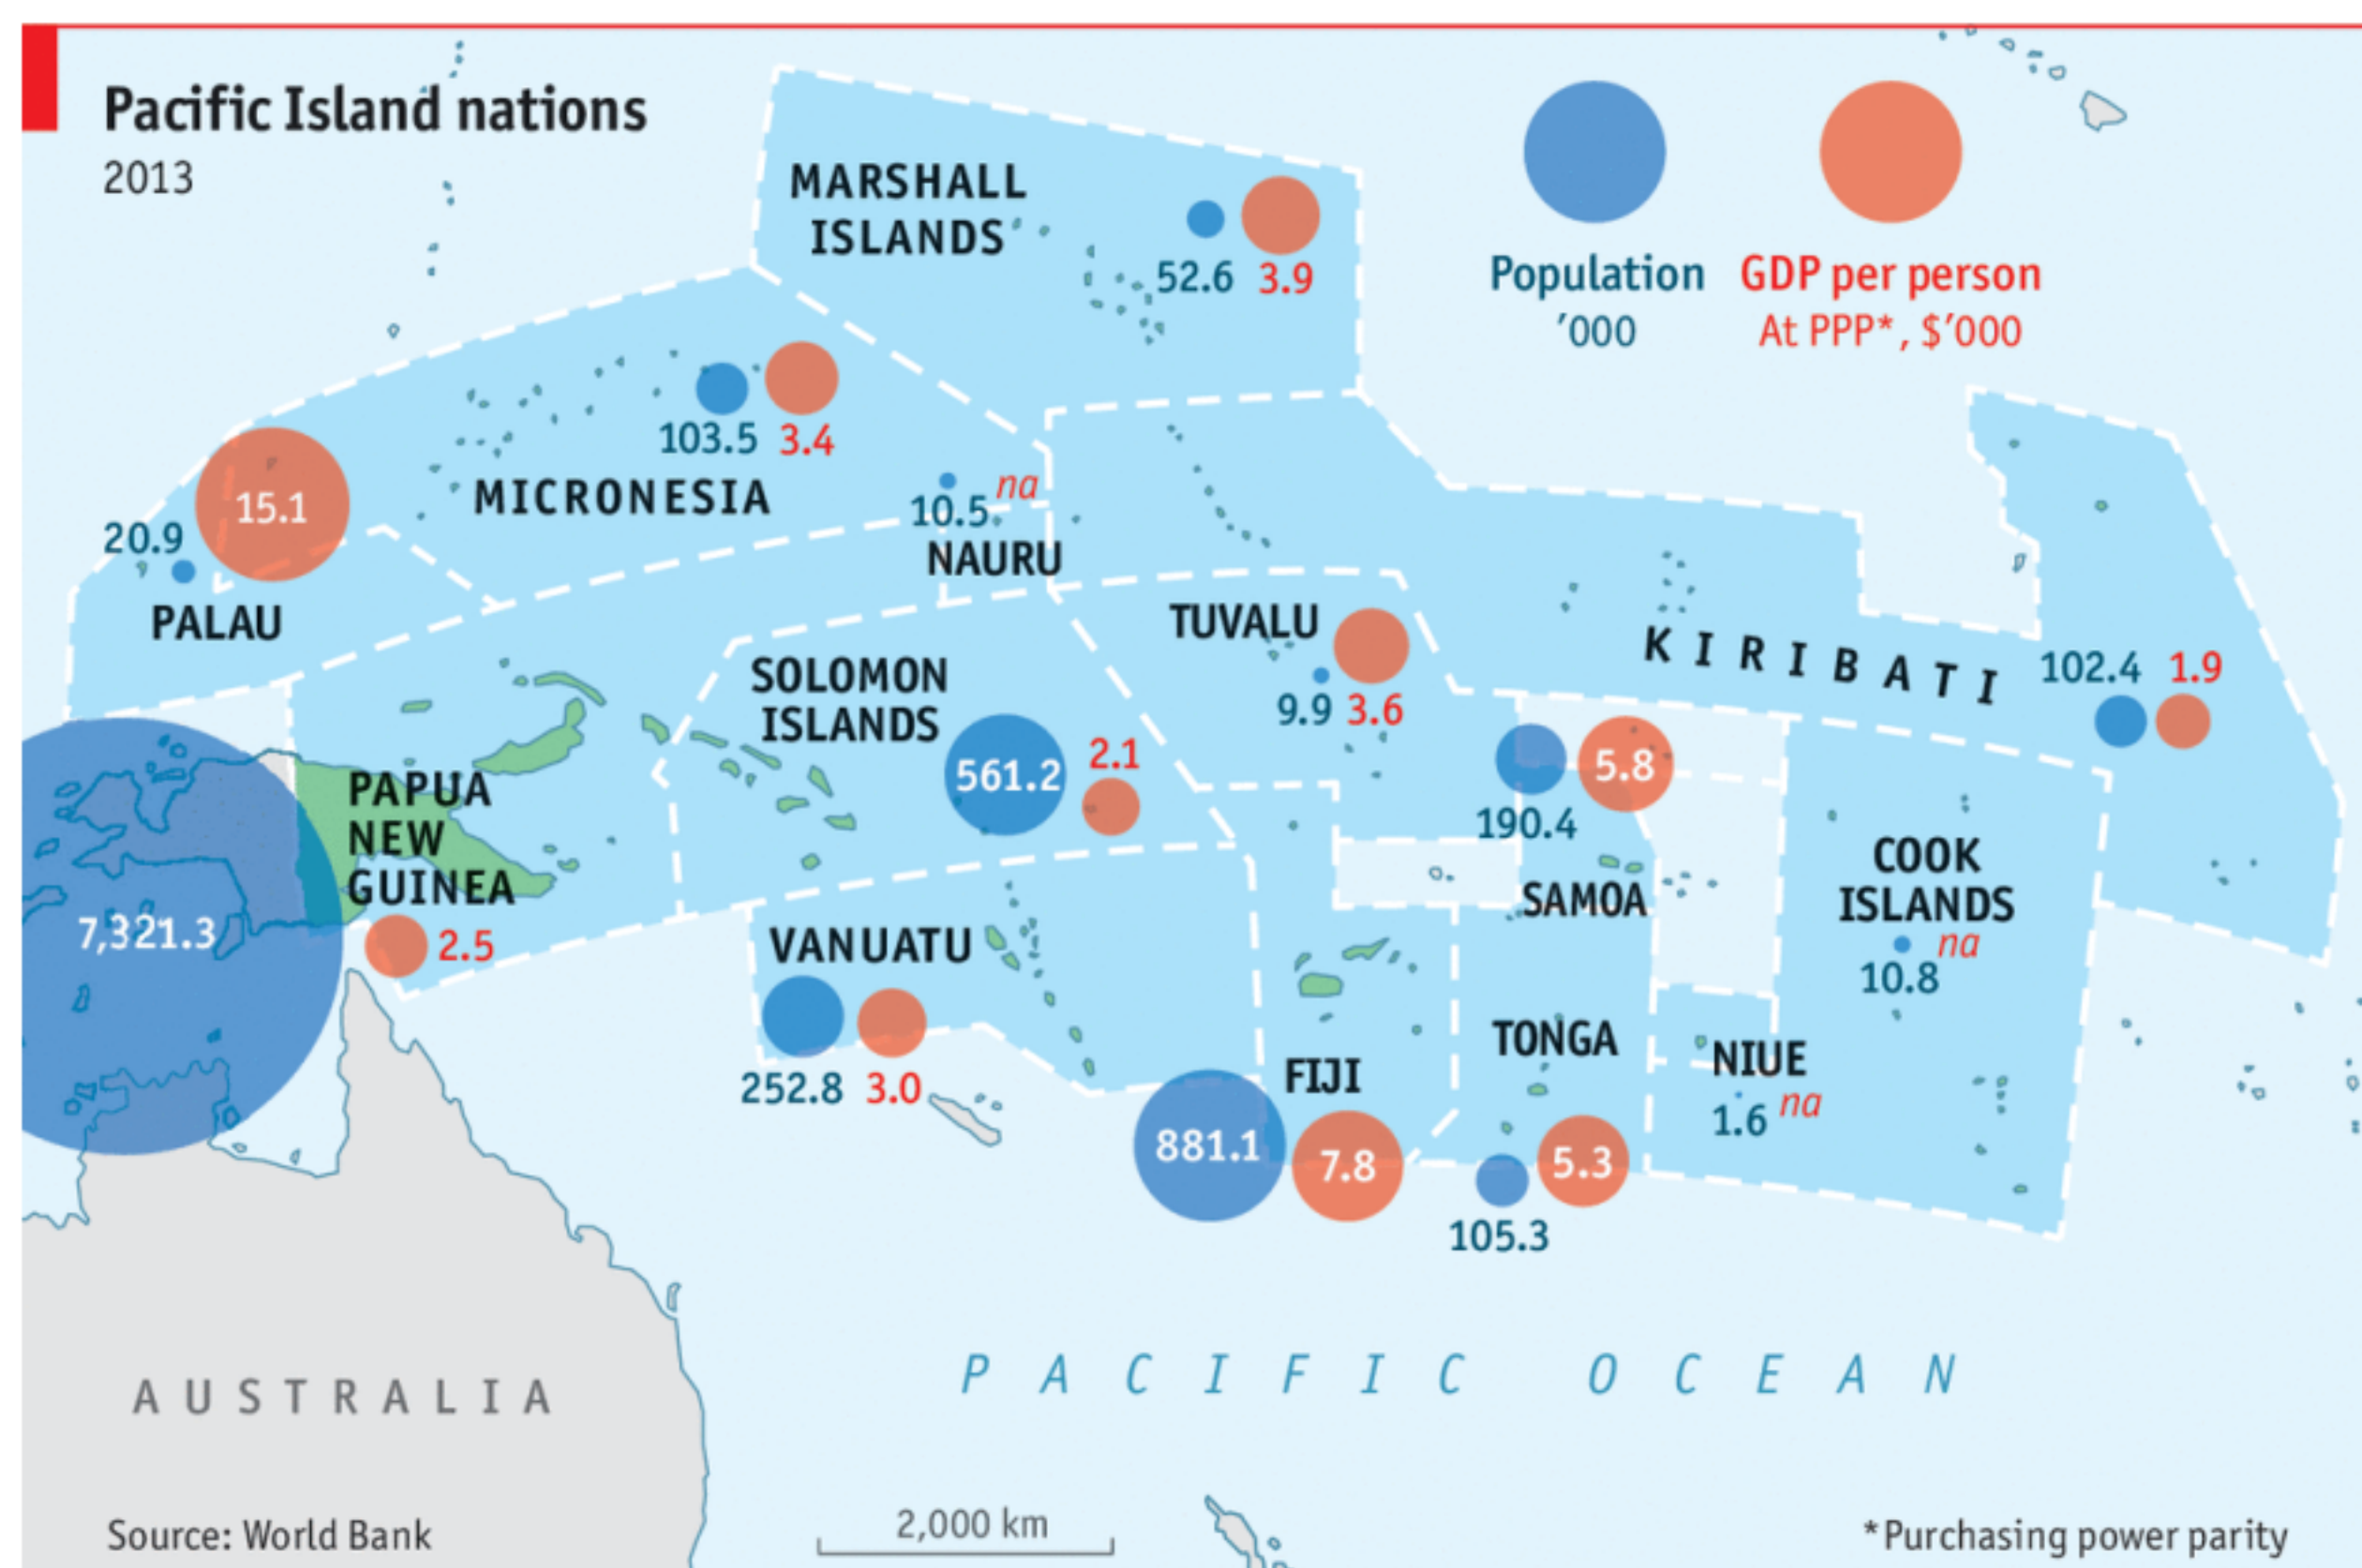 Pacific Island nations
2013
Population
'000
GDP per person
At PPP*, $'000
MARSHALL
ISLANDS
52.6 3.9
103.5 3.4
MICRONESIA
15.1
20.9
PALAU
na
10.5
NAURU
TUVALU
9.9 3.6
KIRIBATI
102.4 1.9
SOLOMON
ISLANDS
561.2
2.1
5.8
190.4
SAMOA
PAPUA
NEW
GUINEA
7,321.3
2.5
COOK
ISLANDS
na
10.8
VANUATU
252.8 3.0
FIJI
881.1
7.8
TONGA
5.3
105.3
NIUE
1.6 na
PACIFIC OCEAN
AUSTRALIA
2,000 km
Source: World Bank
*Purchasing power parity